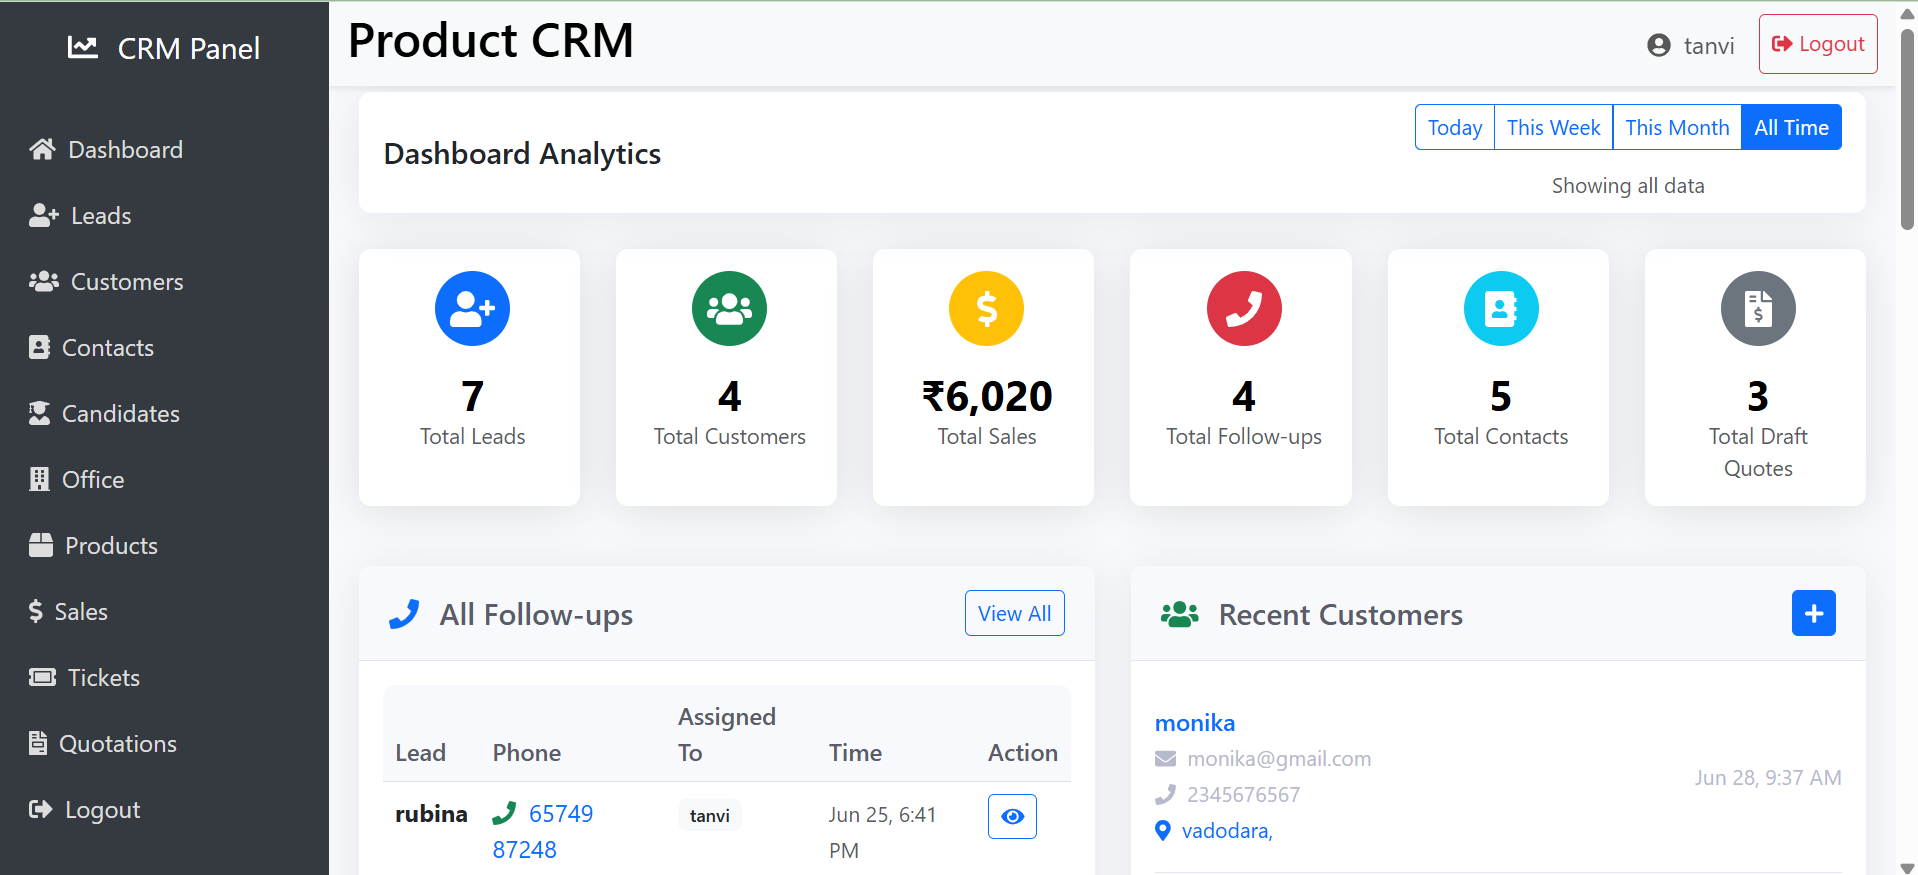 CRM Panel
Dashboard
Leads
Customers
Contacts
Candidates
Office
Products
Sales
Tickets
Quotations
Logout
Product CRM
tanvi
Logout
Dashboard Analytics
Today This Week This Month All Time
Showing all data
7
Total Leads
4
Total Customers
₹6,020
Total Sales
4
Total Follow-ups
5
Total Contacts
3
Total Draft
Quotes
All Follow-ups
View All
Lead Phone Assigned To Time Action
rubina 65749 87248 tanvi Jun 25, 6:41 PM
Recent Customers
monika
monika@gmail.com
2345676567
vadodara,
Jun 28, 9:37 AM